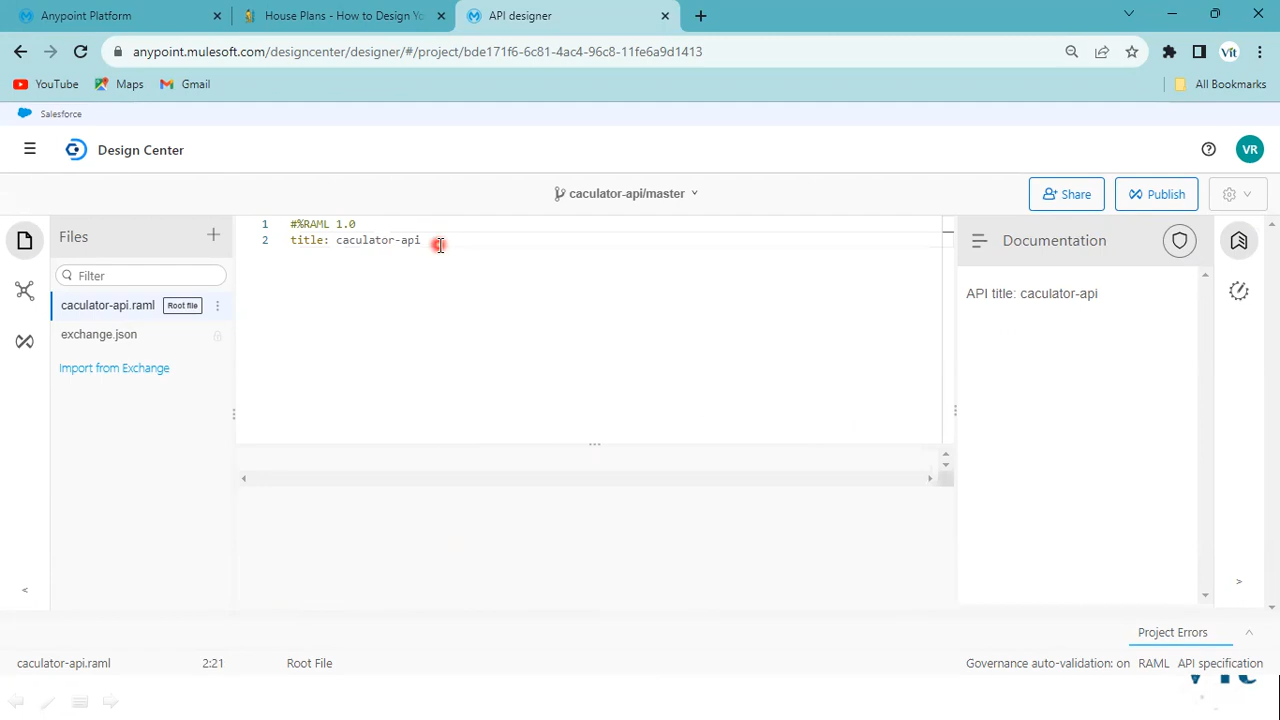 Anypoint Platform
House Plans - How to Design Yo
API designer
anypoint.mulesoft.com/designcenter/designer/#/project/bde171f6-6c81-4ac4-96c8-11fe6a9d1413
Vit
YouTube
Maps
Gmail
All Bookmarks
Salesforce
Design Center
VR
caculator-api/master
Share
Publish
Files
Filter
caculator-api.raml Root file
exchange.json
Import from Exchange
1 #%RAML 1.0
2 title: caculator-api
Documentation
API title: caculator-api
Project Errors
caculator-api.raml
2:21
Root File
Governance auto-validation: on
RAML
API specification